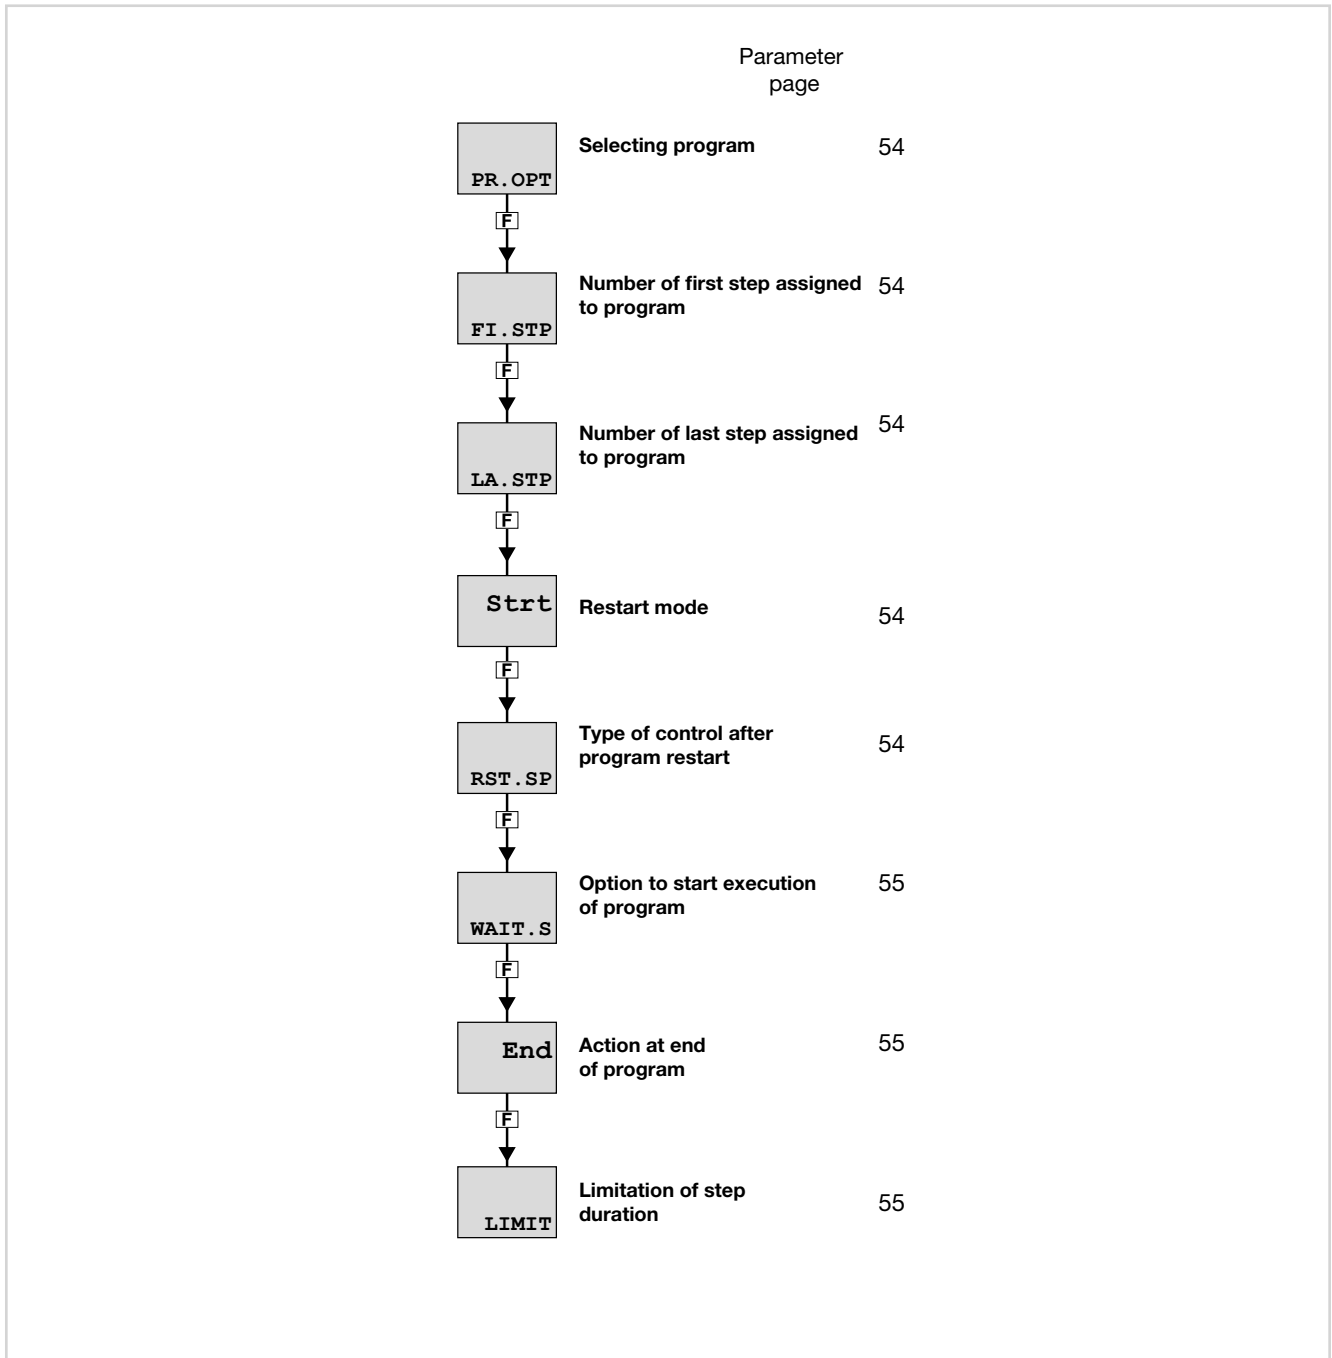 Parameter
page
PR.OPT
Selecting program 54
F
FI.STP
Number of first step assigned 54
to program
F
LA.STP
Number of last step assigned 54
to program
F
Strt
Restart mode 54
F
RST.SP
Type of control after
program restart 54
F
WAIT.S
Option to start execution 55
of program
F
End
Action at end 55
of program
F
LIMIT
Limitation of step
duration 55